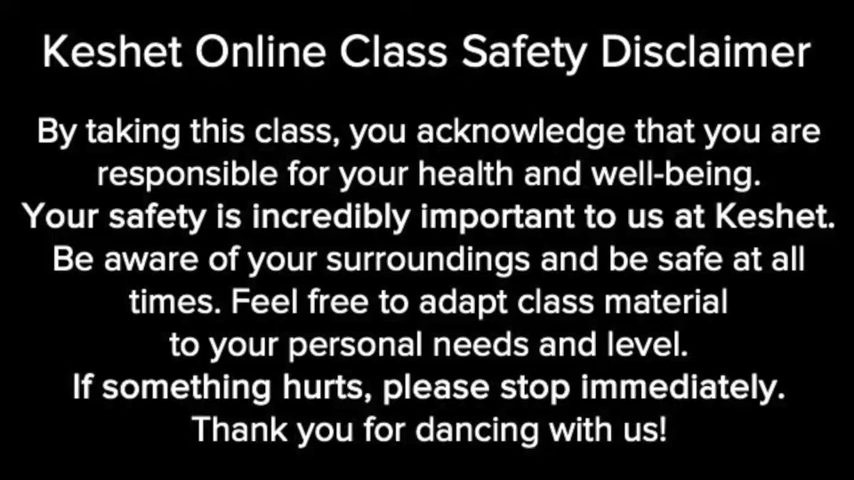 Keshet Online Class Safety Disclaimer
By taking this class, you acknowledge that you are
responsible for your health and well-being.
Your safety is incredibly important to us at Keshet.
Be aware of your surroundings and be safe at all
times. Feel free to adapt class material
to your personal needs and level.
If something hurts, please stop immediately.
Thank you for dancing with us!